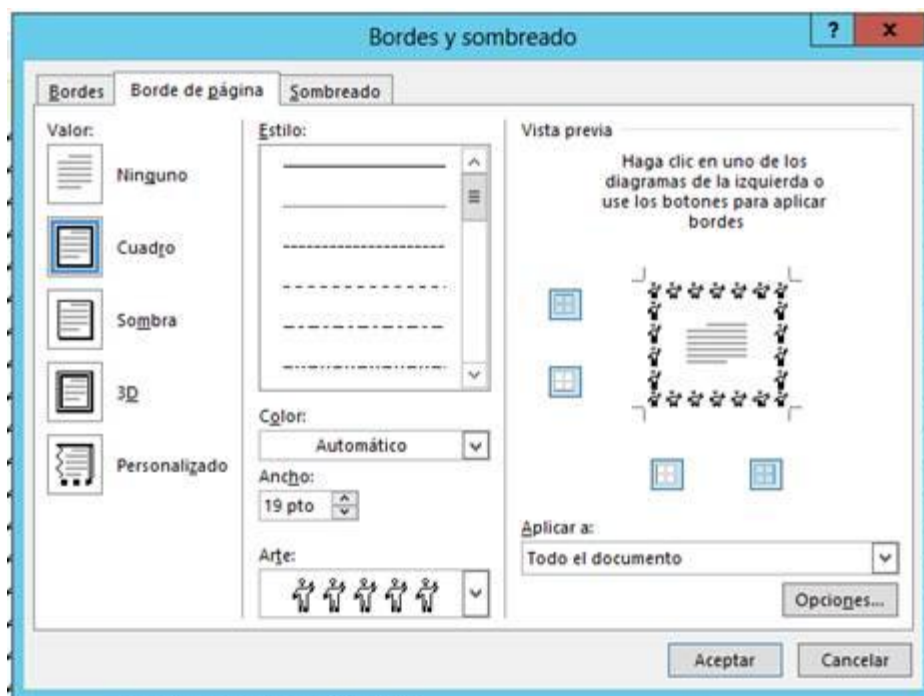 Bordes y sombreado
?
x
Bordes
Borde de página
Sombreado
Valor:
Ninguno
Cuadro
Sombra
3D
Personalizado
Estilo:
Color:
Automático
Ancho:
19 pto
Arte:
Vista previa
Haga clic en uno de los
diagramas de la izquierda o
use los botones para aplicar
bordes
Aplicar a:
Todo el documento
Opciones...
Aceptar
Cancelar